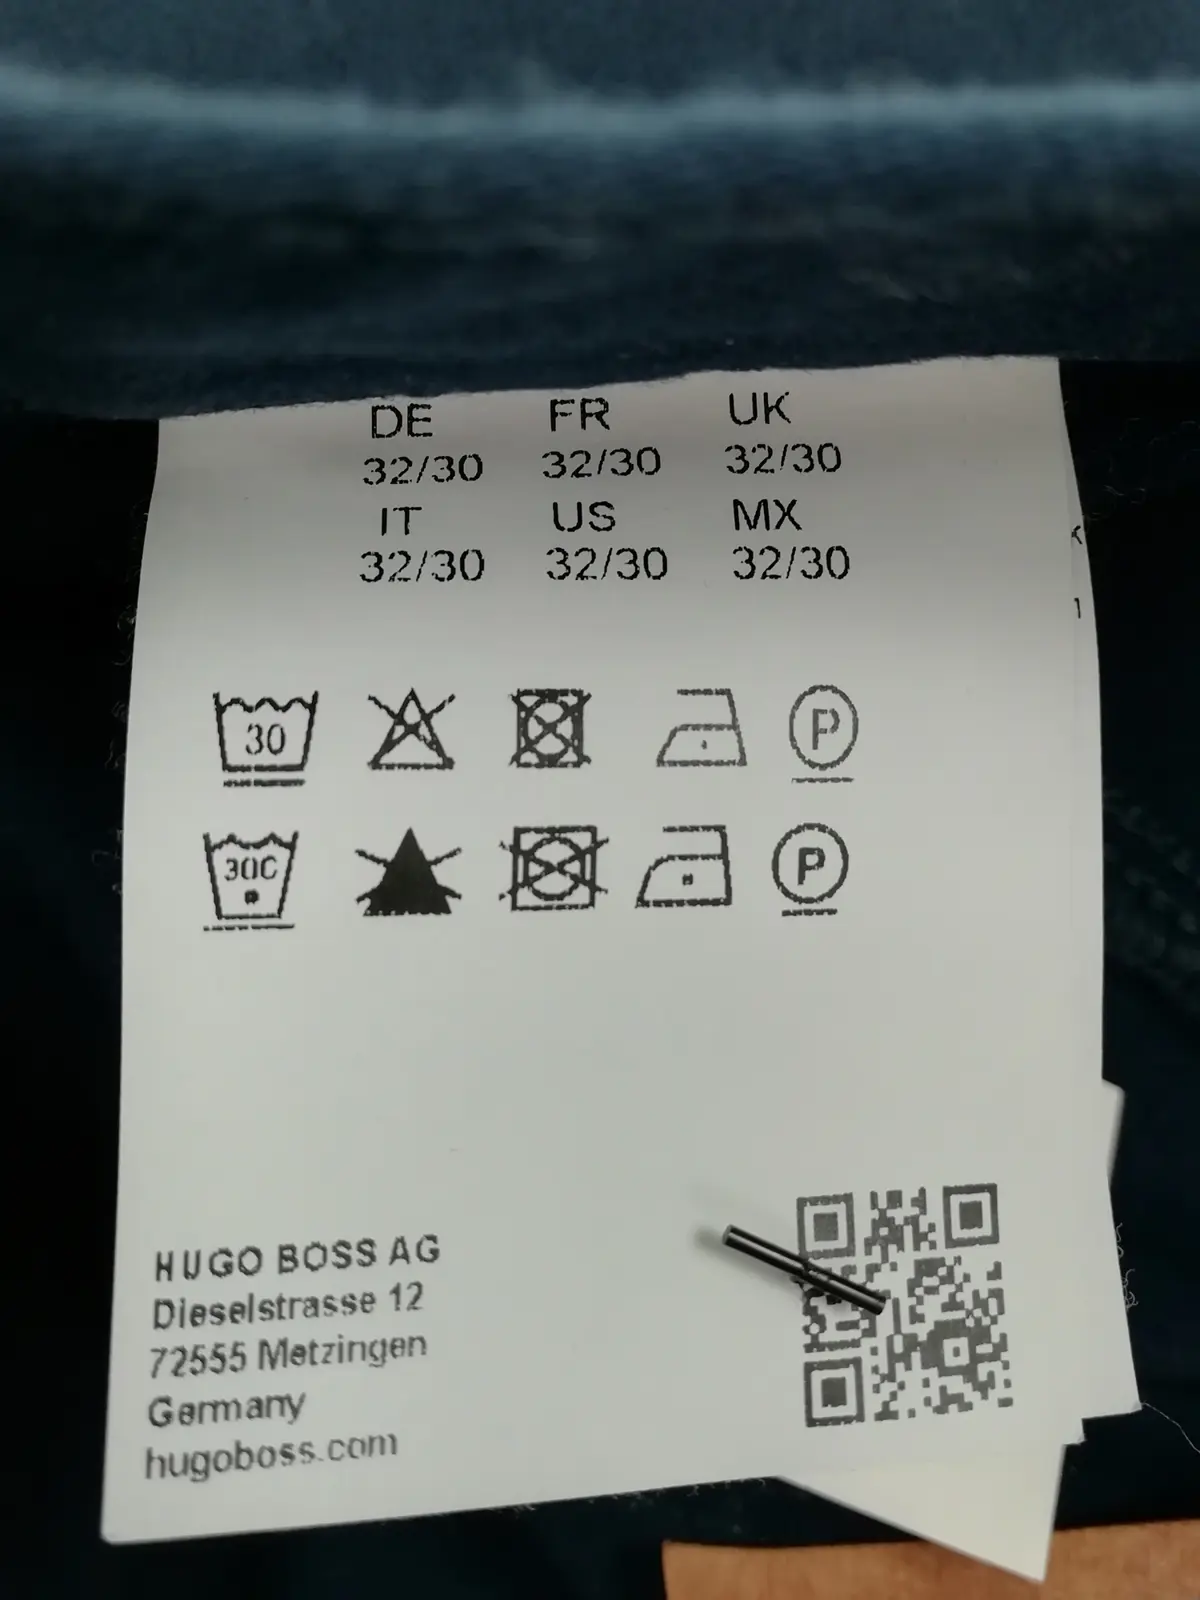 DE FR UK
32/30 32/30 32/30
IT US MX
32/30 32/30 32/30
30 P
30C P
HUGO BOSS AG
Dieselstrasse 12
72555 Metzingen
Germany
hugoboss.com